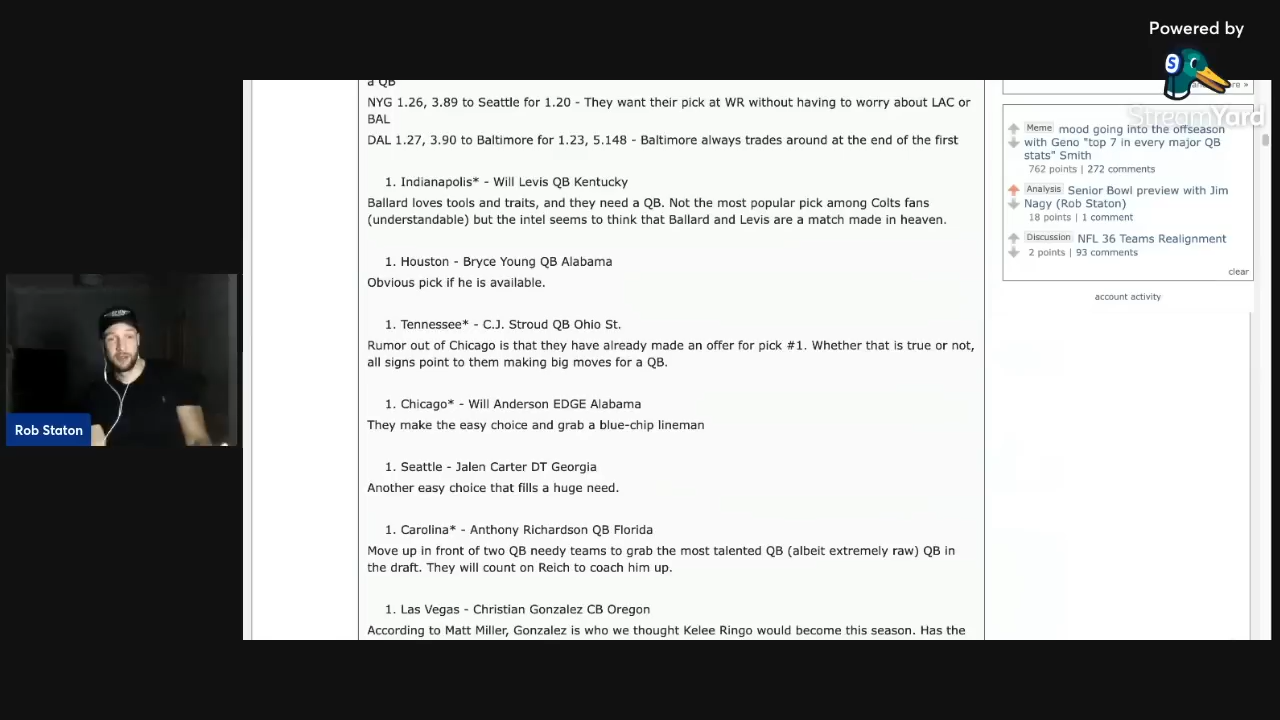 Powered by
S
StreamYard
a QB
NYG 1.26, 3.89 to Seattle for 1.20 - They want their pick at WR without having to worry about LAC or
BAL
DAL 1.27, 3.90 to Baltimore for 1.23, 5.148 - Baltimore always trades around at the end of the first
1. Indianapolis* - Will Levis QB Kentucky
Ballard loves tools and traits, and they need a QB. Not the most popular pick among Colts fans
(understandable) but the intel seems to think that Ballard and Levis are a match made in heaven.
1. Houston - Bryce Young QB Alabama
Obvious pick if he is available.
1. Tennessee* - C.J. Stroud QB Ohio St.
Rumor out of Chicago is that they have already made an offer for pick #1. Whether that is true or not,
all signs point to them making big moves for a QB.
1. Chicago* - Will Anderson EDGE Alabama
They make the easy choice and grab a blue-chip lineman
1. Seattle - Jalen Carter DT Georgia
Another easy choice that fills a huge need.
1. Carolina* - Anthony Richardson QB Florida
Move up in front of two QB needy teams to grab the most talented QB (albeit extremely raw) QB in
the draft. They will count on Reich to coach him up.
1. Las Vegas - Christian Gonzalez CB Oregon
According to Matt Miller, Gonzalez is who we thought Kelee Ringo would become this season. Has the
Meme mood going into the offseason
with Geno "top 7 in every major QB
stats" Smith
762 points | 272 comments
Analysis Senior Bowl preview with Jim
Nagy (Rob Staton)
18 points | 1 comment
Discussion NFL 36 Teams Realignment
2 points | 93 comments
clear
account activity
Rob Staton